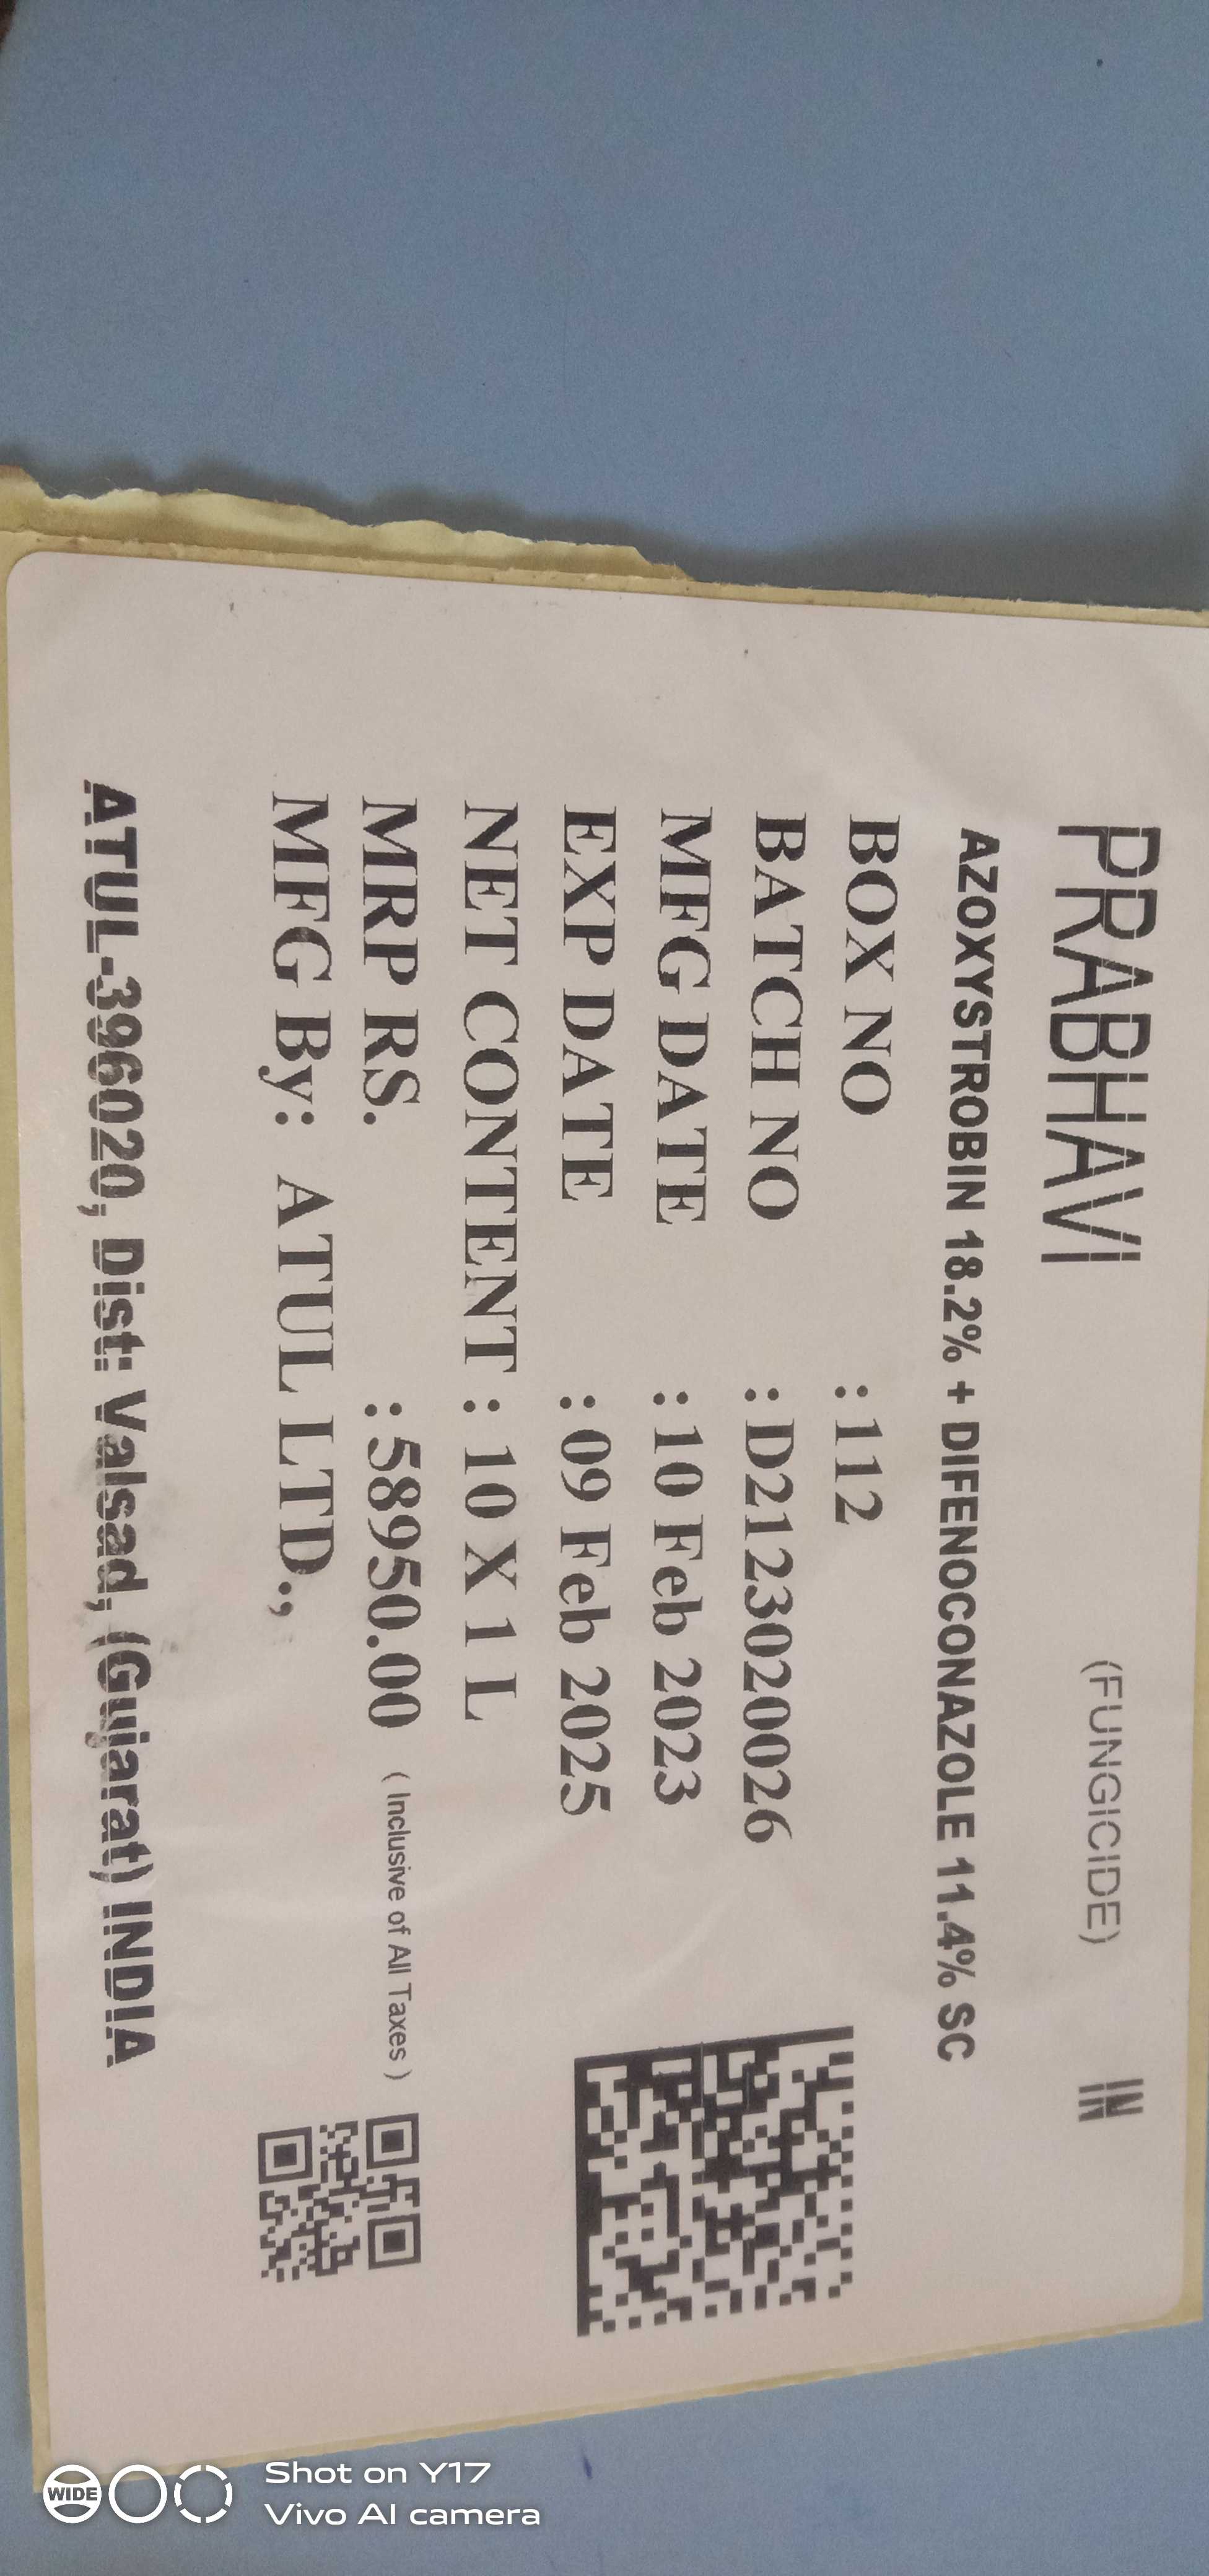 PRABHAVI (FUNGICIDE) IN
AZOXYSTROBIN 18.2% + DIFENOCONAZOLE 11.4% SC
BOX NO : 112
BATCH NO : D2123020026
MFG DATE : 10 Feb 2023
EXP DATE : 09 Feb 2025
NET CONTENT : 10 X 1 L
MRP RS. : 58950.00 ( Inclusive of All Taxes )
MFG By: ATUL LTD.,
ATUL-396020, Dist: Valsad, (Gujarat) INDIA
WIDE
Shot on Y17
Vivo AI camera